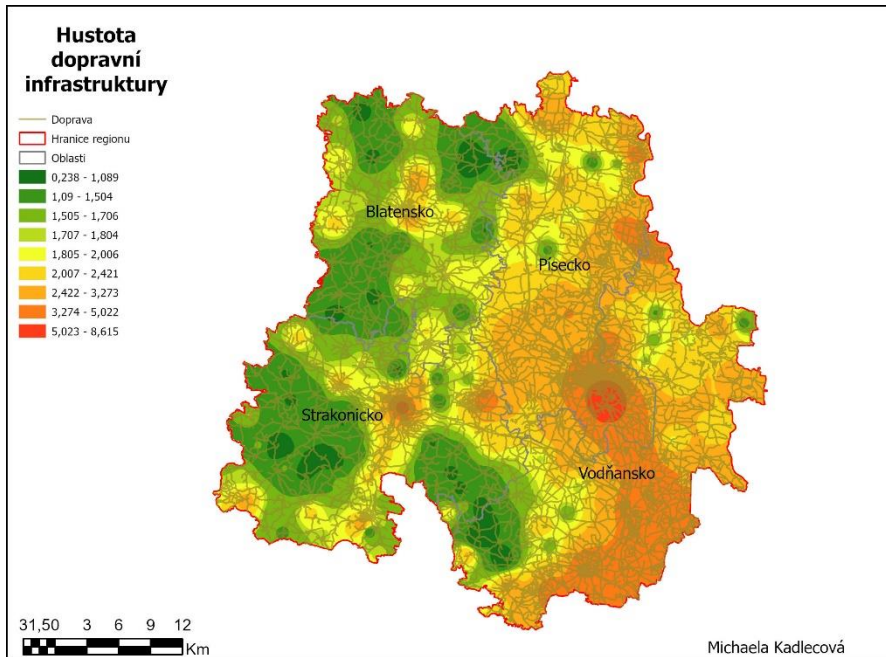 Hustota
dopravní
infrastruktury
Doprava
Hranice regionu
Oblasti
0,238 - 1,089
1,09 - 1,504
1,505 - 1,706
1,707 - 1,804
1,805 - 2,006
2,007 - 2,421
2,422 - 3,273
3,274 - 5,022
5,023 - 8,615
Blatensko
Písecko
Strakonicko
Vodňansko
31,50 3 6 9 12
Km
Michaela Kadlecová